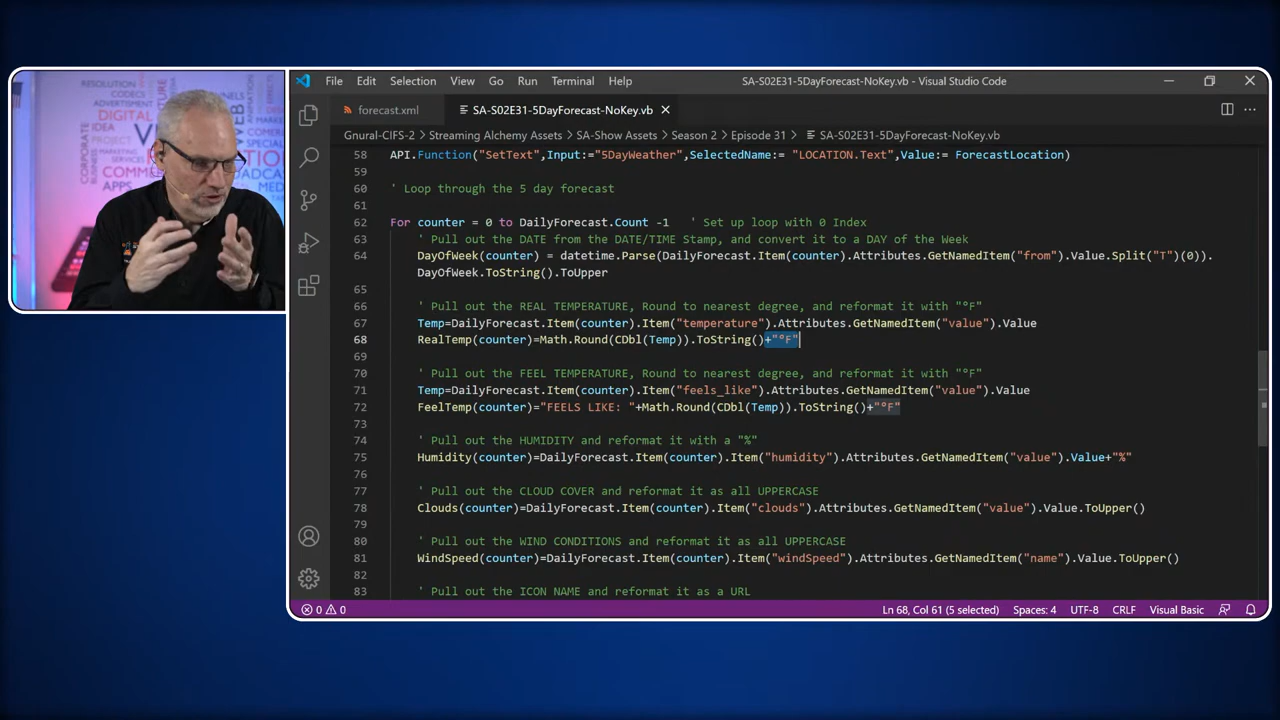 RESOLUTION
CODECS
ADVERTISMENT
DIGITAL
IDEA
PROJECT
MARKETING
SERVICES
COMMERCE
APPS
File Edit Selection View Go Run Terminal Help SA-S02E31-5DayForecast-NoKey.vb - Visual Studio Code
forecast.xml SA-S02E31-5DayForecast-NoKey.vb
Gnural-CIFS-2 > Streaming Alchemy Assets > SA-Show Assets > Season 2 > Episode 31 > SA-S02E31-5DayForecast-NoKey.vb
58 API.Function("SetText",Input:="5DayWeather",SelectedName:= "LOCATION.Text",Value:= ForecastLocation)
59
60 ' Loop through the 5 day forecast
61
62 For counter = 0 to DailyForecast.Count -1 ' Set up loop with 0 Index
63 ' Pull out the DATE from the DATE/TIME Stamp, and convert it to a DAY of the Week
64 DayOfWeek(counter) = datetime.Parse(DailyForecast.Item(counter).Attributes.GetNamedItem("from").Value.Split("T")(0)).
DayOfWeek.ToString().ToUpper
65
66 ' Pull out the REAL TEMPERATURE, Round to nearest degree, and reformat it with "°F"
67 Temp=DailyForecast.Item(counter).Item("temperature").Attributes.GetNamedItem("value").Value
68 RealTemp(counter)=Math.Round(CDbl(Temp)).ToString()+"°F"
69
70 ' Pull out the FEEL TEMPERATURE, Round to nearest degree, and reformat it with "°F"
71 Temp=DailyForecast.Item(counter).Item("feels_like").Attributes.GetNamedItem("value").Value
72 FeelTemp(counter)="FEELS LIKE: "+Math.Round(CDbl(Temp)).ToString()+"°F"
73
74 ' Pull out the HUMIDITY and reformat it with a "%"
75 Humidity(counter)=DailyForecast.Item(counter).Item("humidity").Attributes.GetNamedItem("value").Value+"%"
76
77 ' Pull out the CLOUD COVER and reformat it as all UPPERCASE
78 Clouds(counter)=DailyForecast.Item(counter).Item("clouds").Attributes.GetNamedItem("value").Value.ToUpper()
79
80 ' Pull out the WIND CONDITIONS and reformat it as all UPPERCASE
81 WindSpeed(counter)=DailyForecast.Item(counter).Item("windSpeed").Attributes.GetNamedItem("name").Value.ToUpper()
82
83 ' Pull out the ICON NAME and reformat it as a URL
0 0 Ln 68, Col 61 (5 selected) Spaces: 4 UTF-8 CRLF Visual Basic